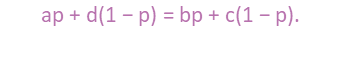 ap + d(1 − p) = bp + c(1 − p).